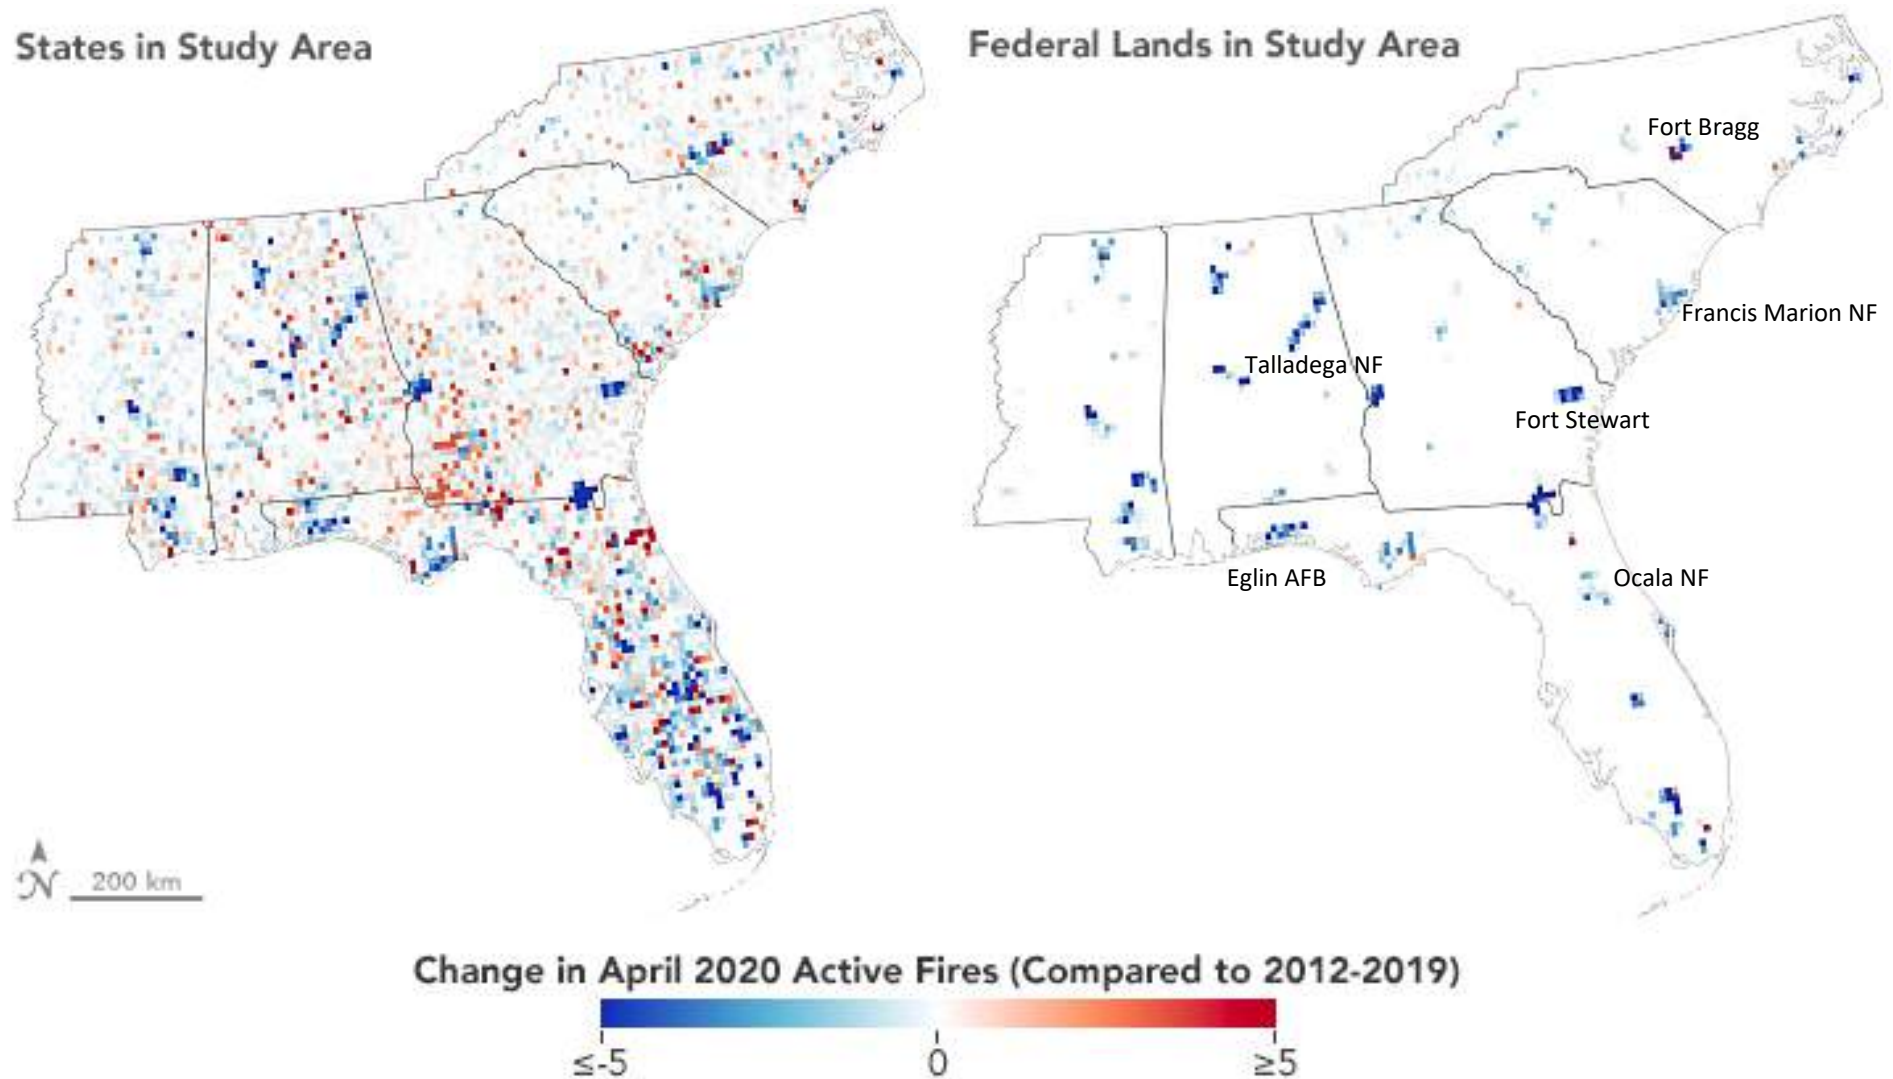 States in Study Area
Federal Lands in Study Area
Fort Bragg
Francis Marion NF
Talladega NF
Fort Stewart
Eglin AFB
Ocala NF
N
200 km
Change in April 2020 Active Fires (Compared to 2012-2019)
≤-5
0
≥5